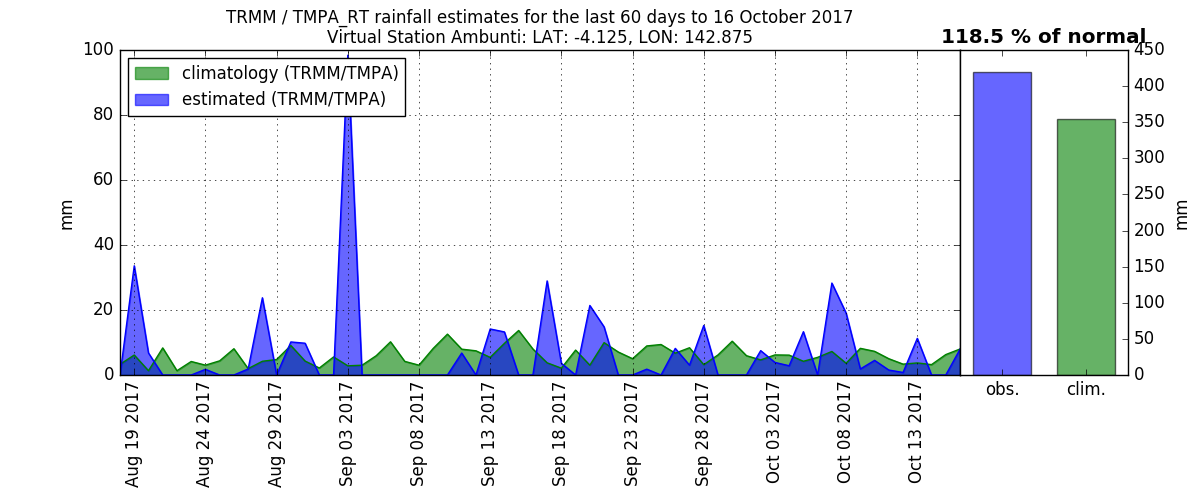 TRMM / TMPA_RT rainfall estimates for the last 60 days to 16 October 2017
Virtual Station Ambunti: LAT: -4.125, LON: 142.875
118.5 % of normal
climatology (TRMM/TMPA)
estimated (TRMM/TMPA)
mm
100
80
60
40
20
0
Aug 19 2017
Aug 24 2017
Aug 29 2017
Sep 03 2017
Sep 08 2017
Sep 13 2017
Sep 18 2017
Sep 23 2017
Sep 28 2017
Oct 03 2017
Oct 08 2017
Oct 13 2017
obs.
clim.
450
400
350
300
250
200
150
100
50
0
mm